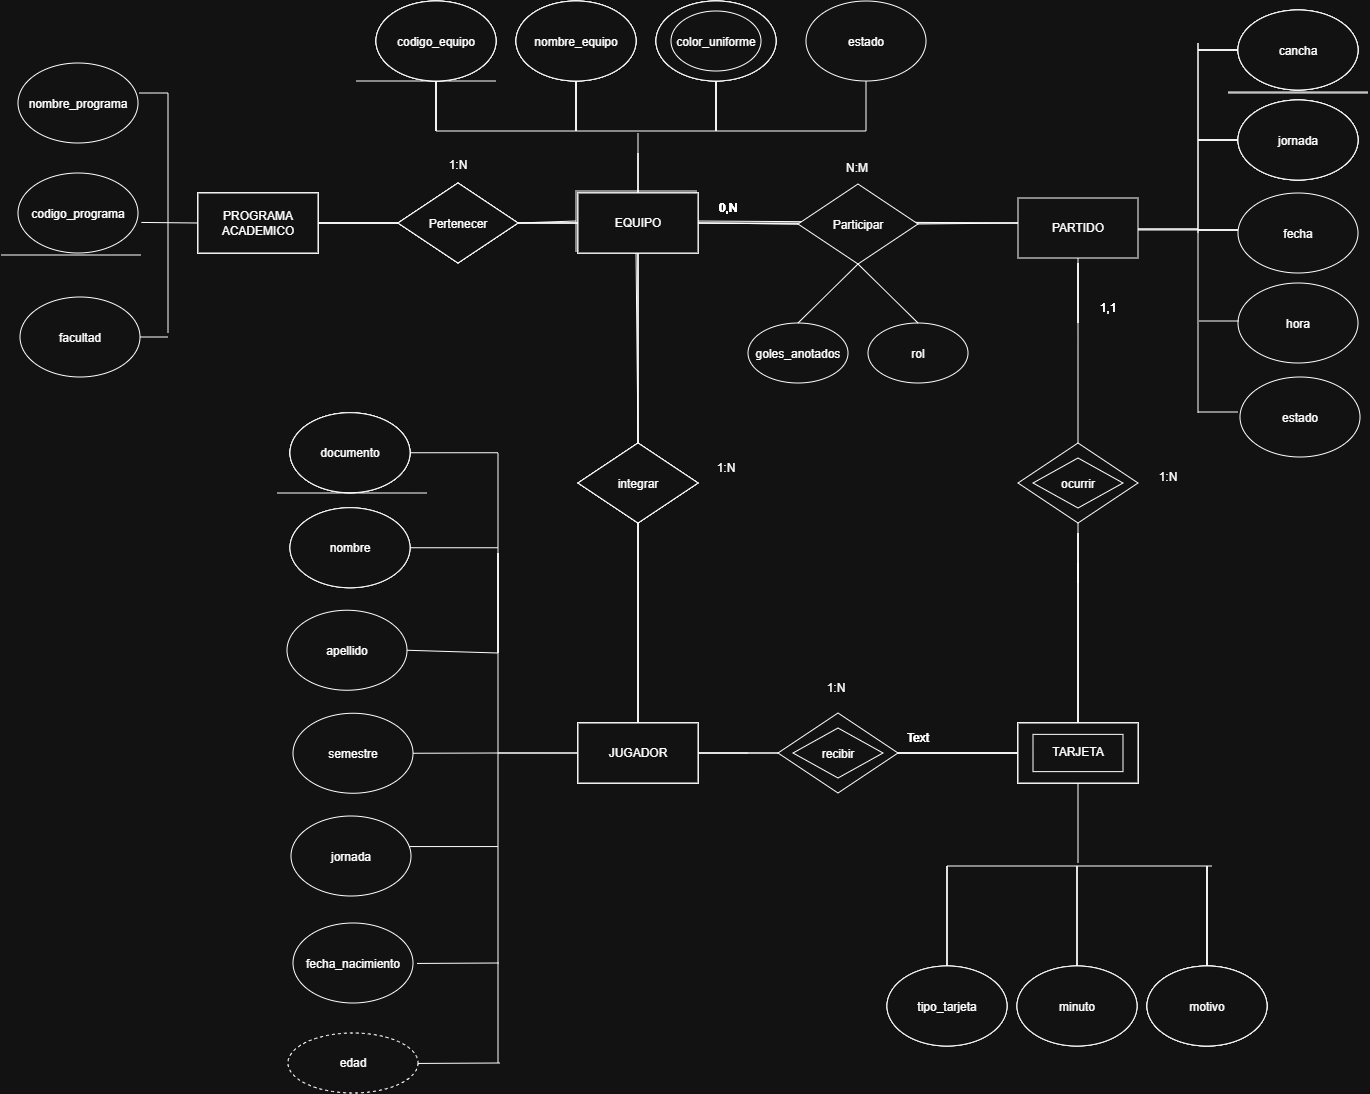 codigo_equipo
nombre_equipo
color_uniforme
estado
cancha
nombre_programa
jornada
1:N
N:M
codigo_programa
PROGRAMA
ACADEMICO
Pertenecer
EQUIPO
0,N
Participar
PARTIDO
fecha
1,1
hora
facultad
goles_anotados
rol
estado
documento
1:N
integrar
ocurrir
1:N
nombre
apellido
1:N
semestre
JUGADOR
recibir
Text
TARJETA
jornada
fecha_nacimiento
tipo_tarjeta
minuto
motivo
edad